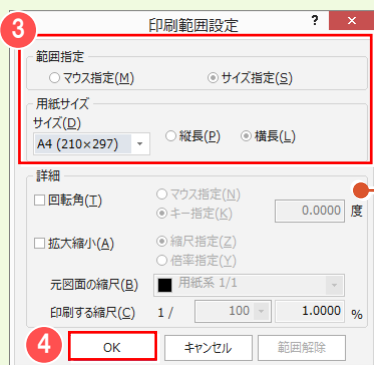 3
印刷範囲設定 ? ×
範囲指定
マウス指定(M) サイズ指定(S)
用紙サイズ
サイズ(D)
A4 (210×297) 縦長(P) 横長(L)
詳細
回転角(T) マウス指定(N)
キー指定(K) 0.0000 度
拡大縮小(A) 縮尺指定(Z)
倍率指定(Y)
元図面の縮尺(B) 用紙系 1/1
印刷する縮尺(C) 1 / 100 1.0000 %
4 OK キャンセル 範囲解除